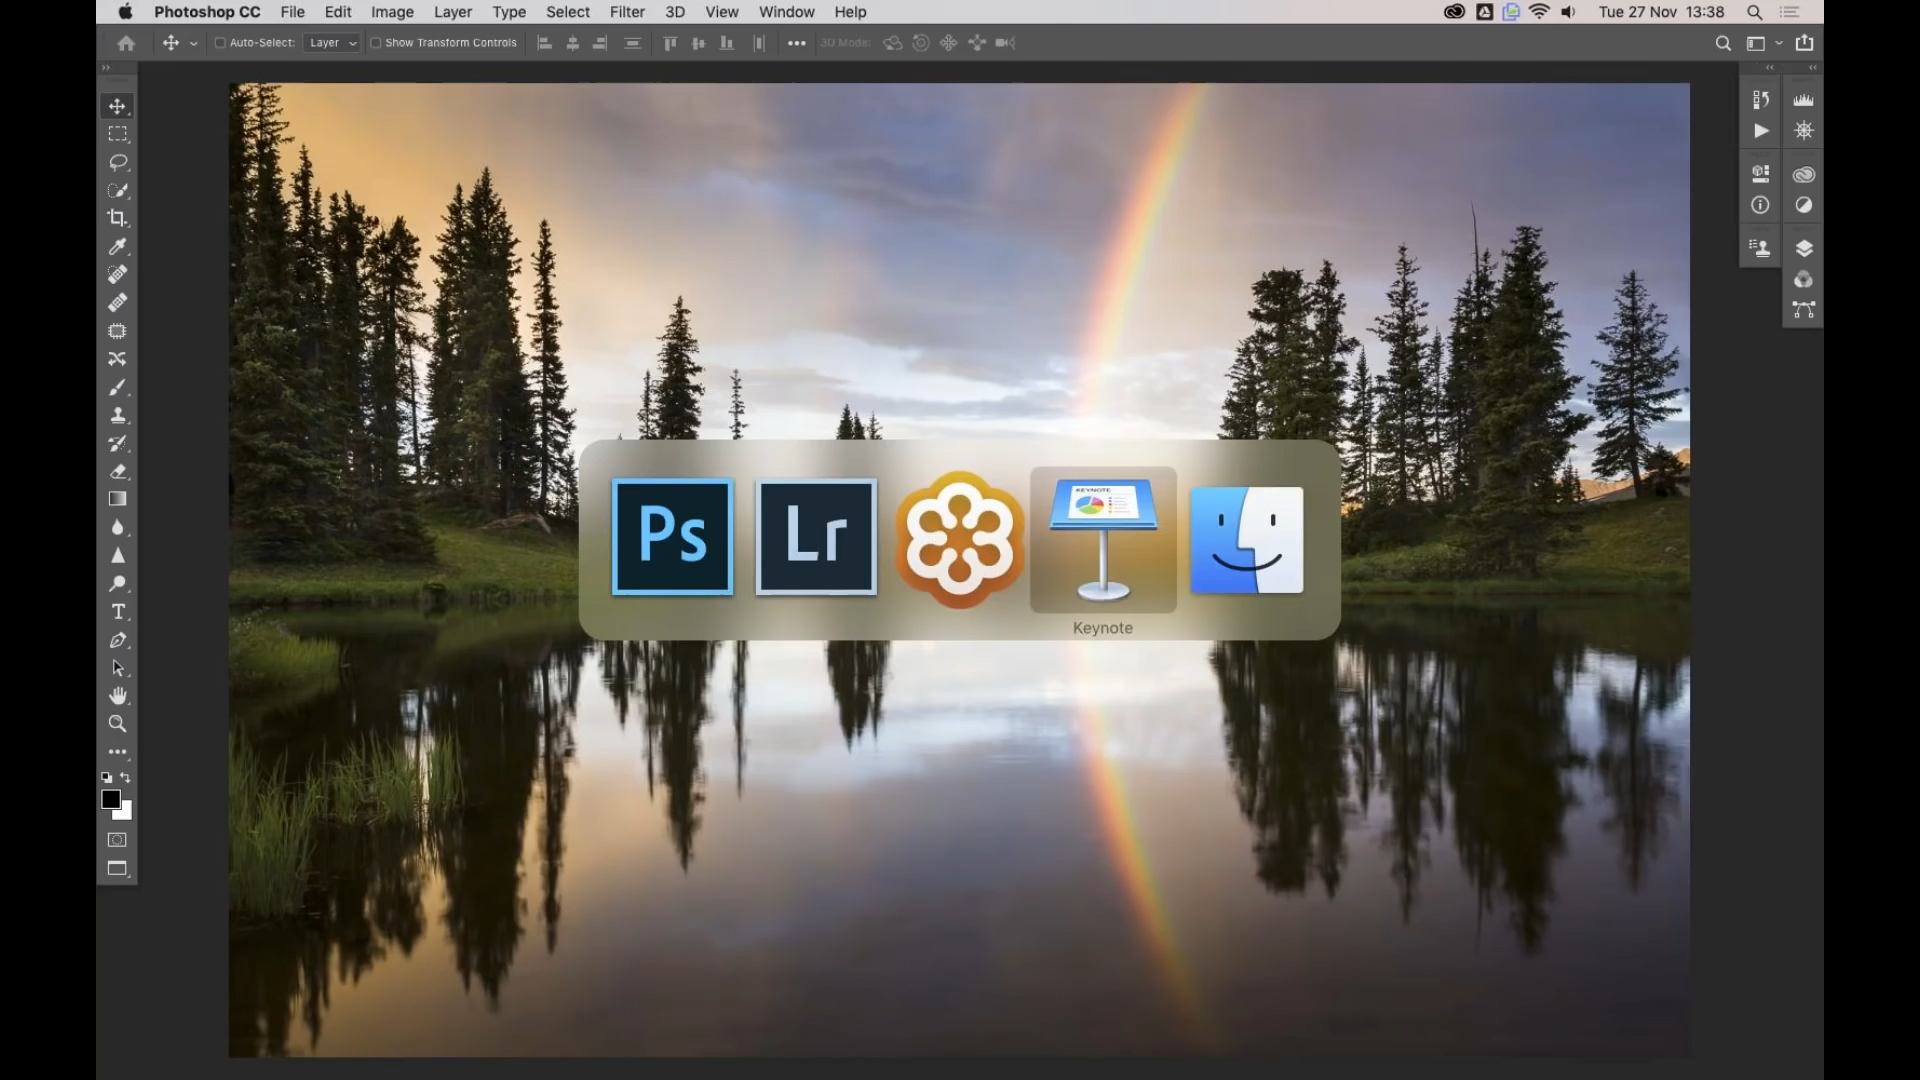 Photoshop CC File Edit Image Layer Type Select Filter 3D View Window Help Tue 27 Nov 13:38
Auto-Select: Layer Show Transform Controls 3D Mode:
Ps Lr KEYNOTE
Keynote